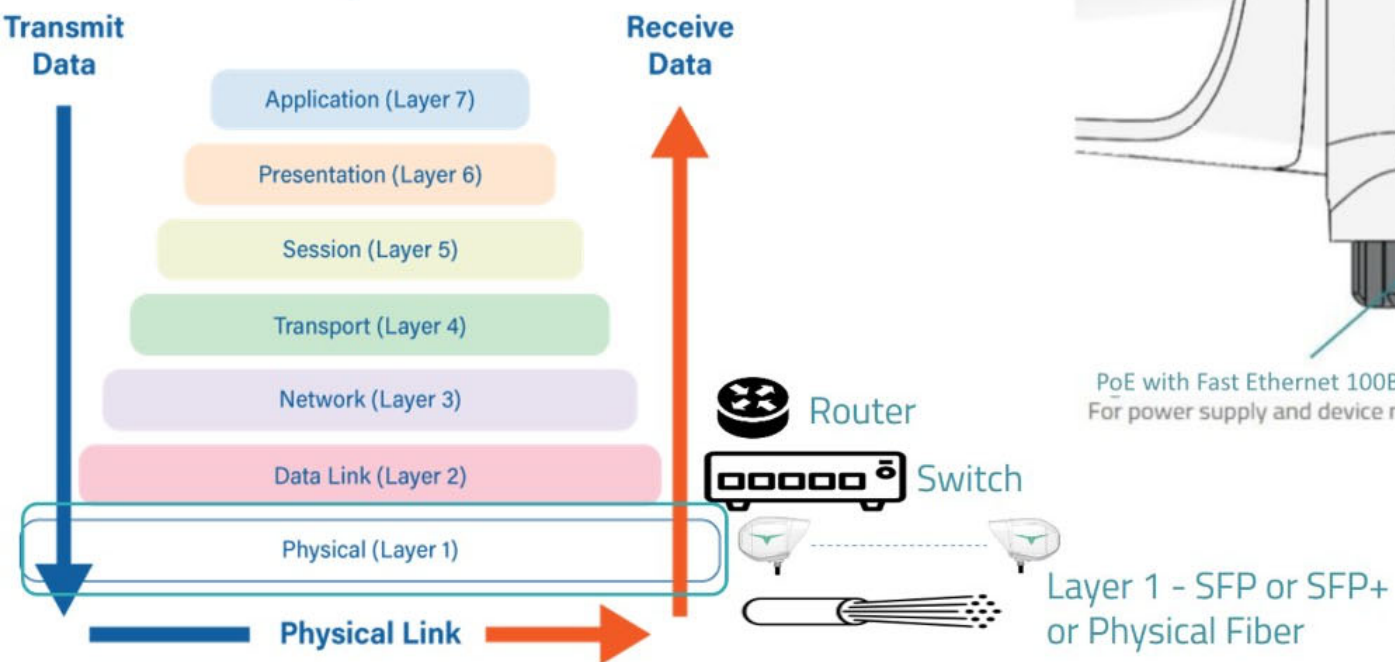 Transmit
Data
Receive
Data
Application (Layer 7)
Presentation (Layer 6)
Session (Layer 5)
Transport (Layer 4)
Network (Layer 3)
Data Link (Layer 2)
Physical (Layer 1)
Physical Link
Router
Switch
Layer 1 - SFP or SFP+
or Physical Fiber
PoE with Fast Ethernet
For power supply and device